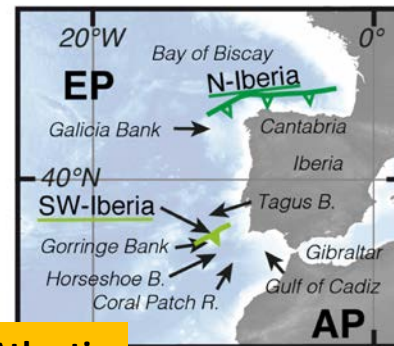 20°W
0°
Bay of Biscay
EP
N-Iberia
Galicia Bank
Cantabria
Iberia
40°N
SW-Iberia
Tagus B.
Gorringe Bank
Gibraltar
Horseshoe B.
Gulf of Cadiz
Coral Patch R.
AP